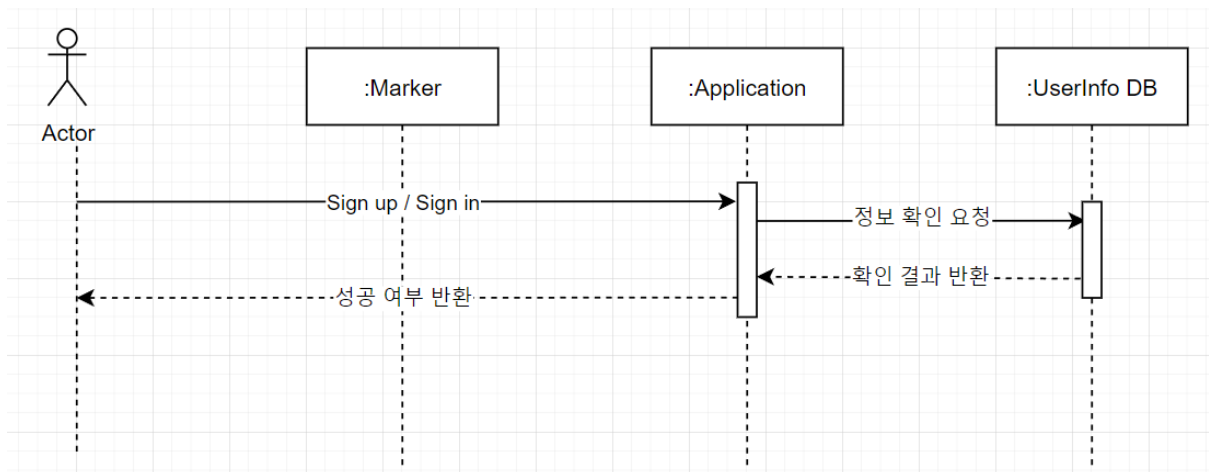 :Marker
:Application
:UserInfo DB
Actor
Sign up / Sign in
정보 확인 요청
확인 결과 반환
성공 여부 반환